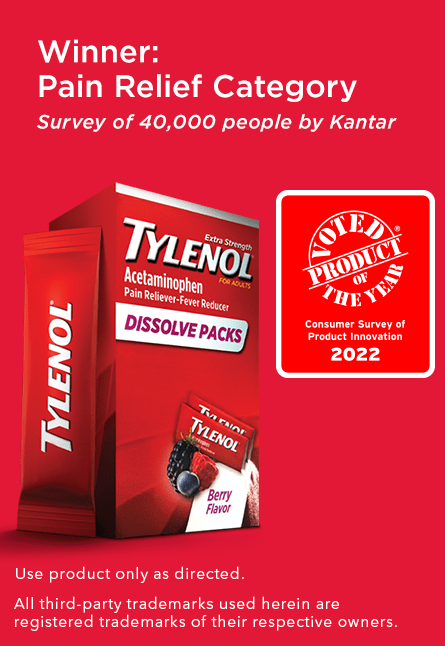 Winner:
Pain Relief Category
Survey of 40,000 people by Kantar
TYLENOL®
Extra Strength
TYLENOL®
FOR ADULTS
Acetaminophen
Pain Reliever-Fever Reducer
DISSOLVE PACKS
TYLENOL
TYLENOL
Berry
Flavor
VOTED
PRODUCT
OF
THE YEAR
®
Consumer Survey of
Product Innovation
2022
Use product only as directed.
All third-party trademarks used herein are
registered trademarks of their respective owners.